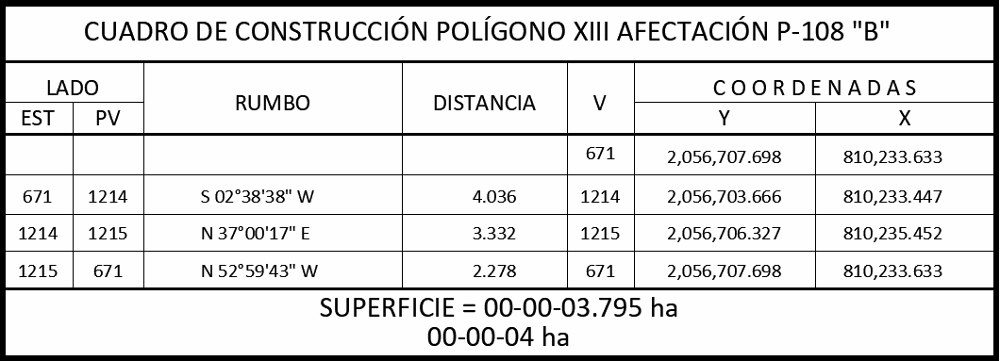 CUADRO DE CONSTRUCCIÓN POLÍGONO XIII AFECTACIÓN P-108 "B"
LADO RUMBO DISTANCIA V C O O R D E N A D A S
EST PV Y X
671 2,056,707.698 810,233.633
671 1214 S 02°38'38" W 4.036 1214 2,056,703.666 810,233.447
1214 1215 N 37°00'17" E 3.332 1215 2,056,706.327 810,235.452
1215 671 N 52°59'43" W 2.278 671 2,056,707.698 810,233.633
SUPERFICIE = 00-00-03.795 ha
00-00-04 ha